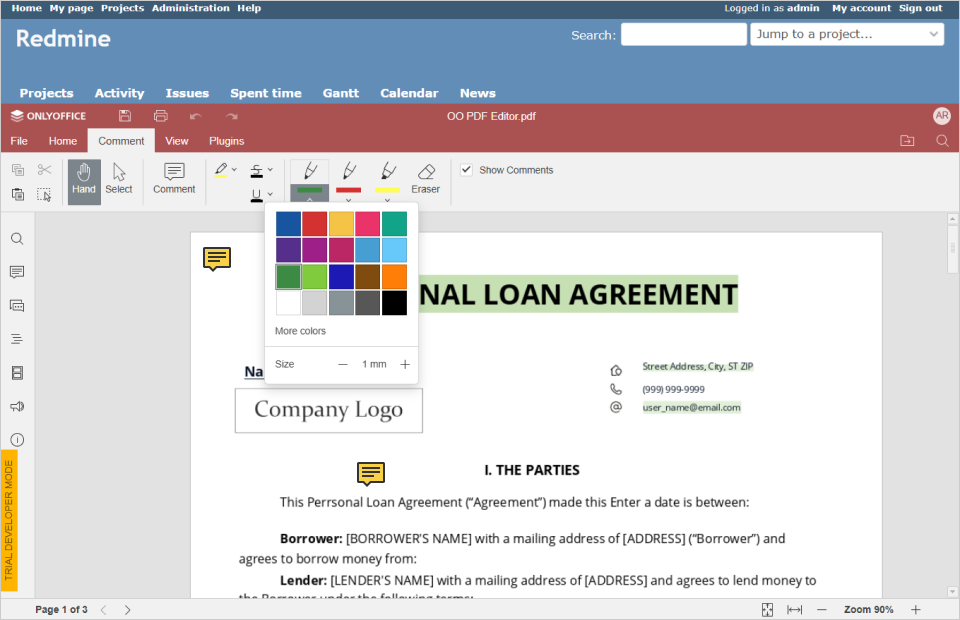 Home My page Projects Administration Help
Logged in as admin My account Sign out
Redmine
Search:
Jump to a project...
Projects Activity Issues Spent time Gantt Calendar News
ONLYOFFICE
OO PDF Editor.pdf
AR
File Home Comment View Plugins
Hand Select Comment Eraser
Show Comments
More colors
Size 1 mm
NAL LOAN AGREEMENT
Na
Street Address, City, ST ZIP
(999) 999-9999
user_name@email.com
Company Logo
I. THE PARTIES
This Perrsonal Loan Agreement (“Agreement”) made this Enter a date is between:
Borrower: [BORROWER'S NAME] with a mailing address of [ADDRESS] (“Borrower”) and
agrees to borrow money from:
Lender: [LENDER'S NAME] with a mailing address of [ADDRESS] and agrees to lend money to
the Borrower under the following terms:
TRIAL DEVELOPER MODE
Page 1 of 3
Zoom 90%